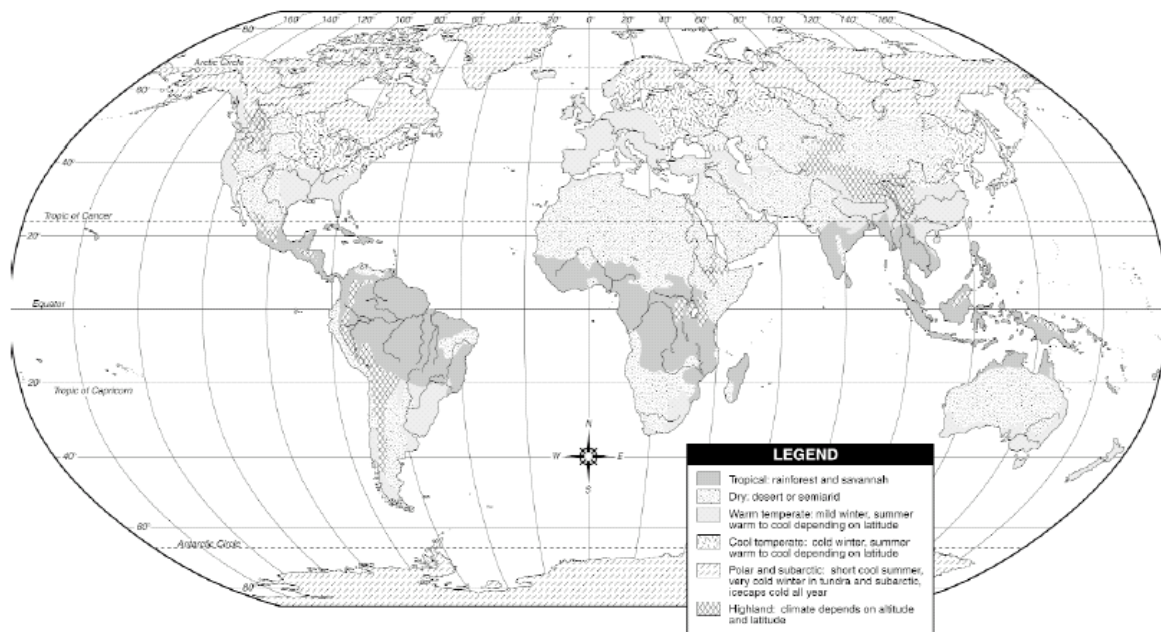 160° 140° 120° 100° 80° 60° 40° 20° 0° 20° 40° 60° 80° 100° 120° 140° 160°
80°
Arctic Circle
60°
40°
Tropic of Cancer
20°
Equator
20°
Tropic of Capricorn
N
40° W E
S
LEGEND
Tropical: rainforest and savannah
Dry: desert or semiarid
Warm temperate: mild winter, summer
warm to cool depending on latitude
60°
Cool temperate: cold winter, summer
warm to cool depending on latitude
Antarctic Circle
Polar and subarctic: short cool summer,
very cold winter in tundra and subarctic,
icecaps cold all year
80°
Highland: climate depends on altitude
and latitude